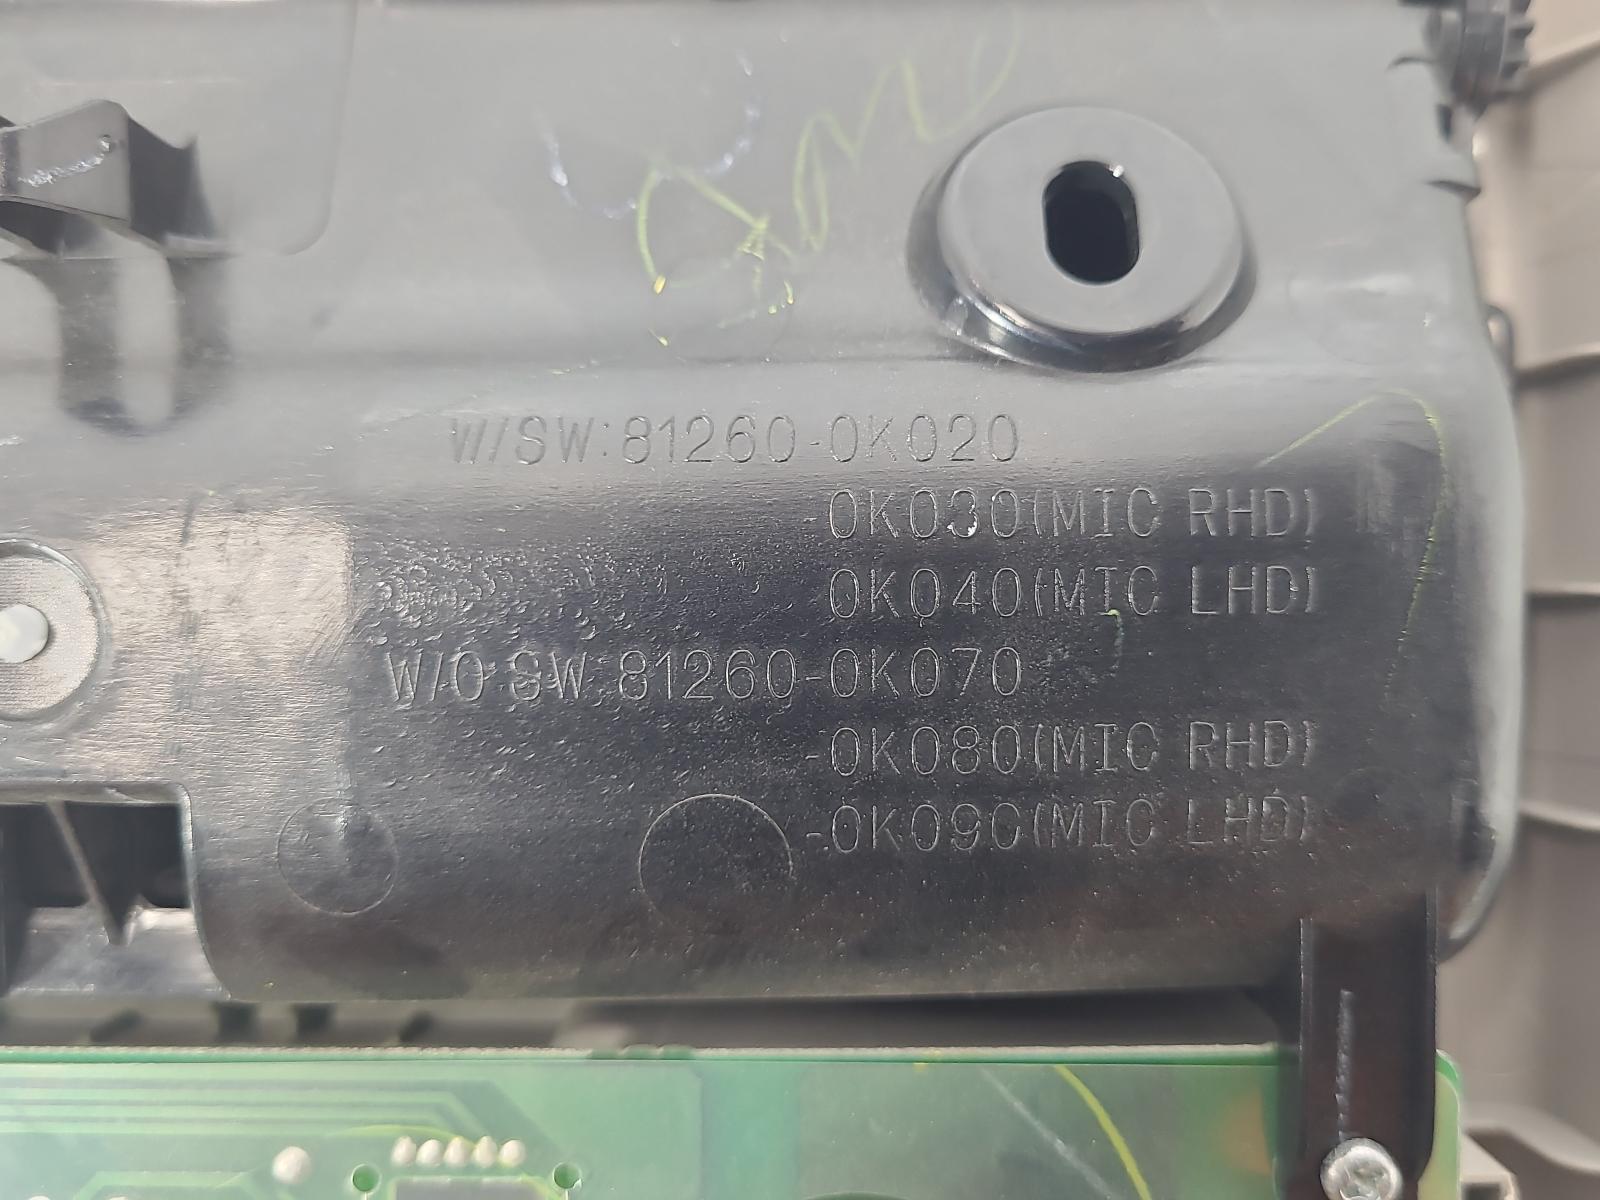 W/SW:81260-0K020
0K030(MIC RHD)
0K040(MIC LHD)
W/O SW:81260-0K070
-0K080(MIC RHD)
-0K090(MIC LHD)